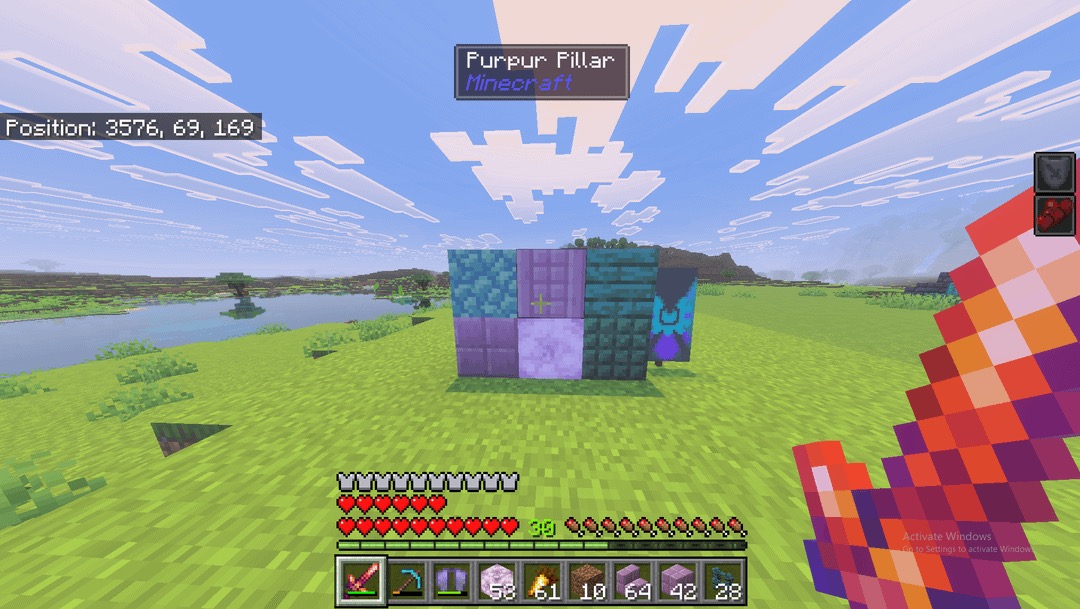 Purpur Pillar
Minecraft
Position: 3576, 69, 169
30
58
61
10
64
42
28
Activate Windows
Go to Settings to activate Windows.